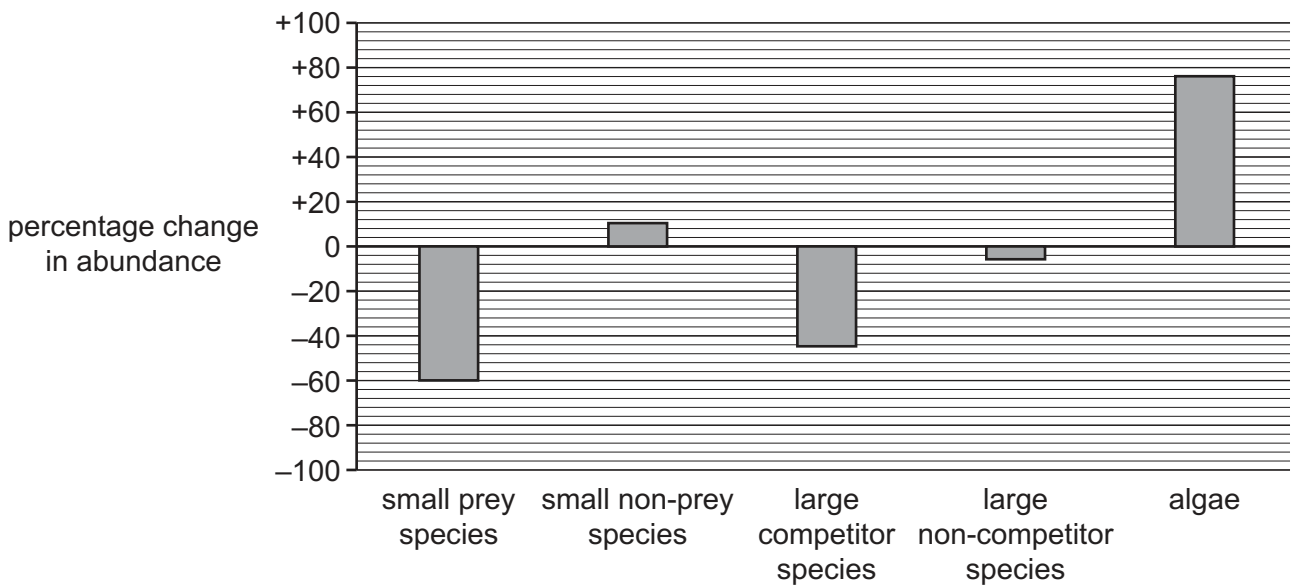 +100
+80
+60
+40
+20
0
–20
–40
–60
–80
–100
percentage change
in abundance
small prey
species
small non-prey
species
large
competitor
species
large
non-competitor
species
algae